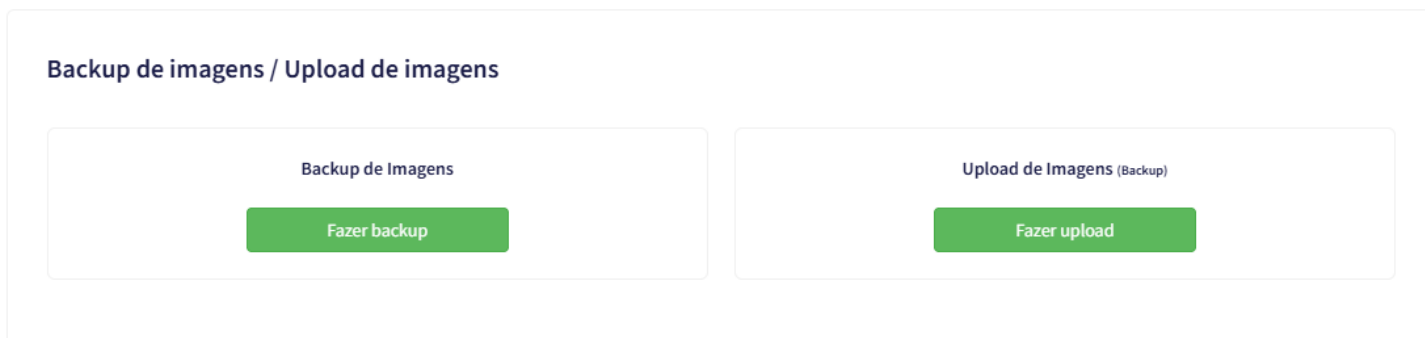 Backup de imagens / Upload de imagens
Backup de Imagens
Fazer backup
Upload de Imagens (Backup)
Fazer upload